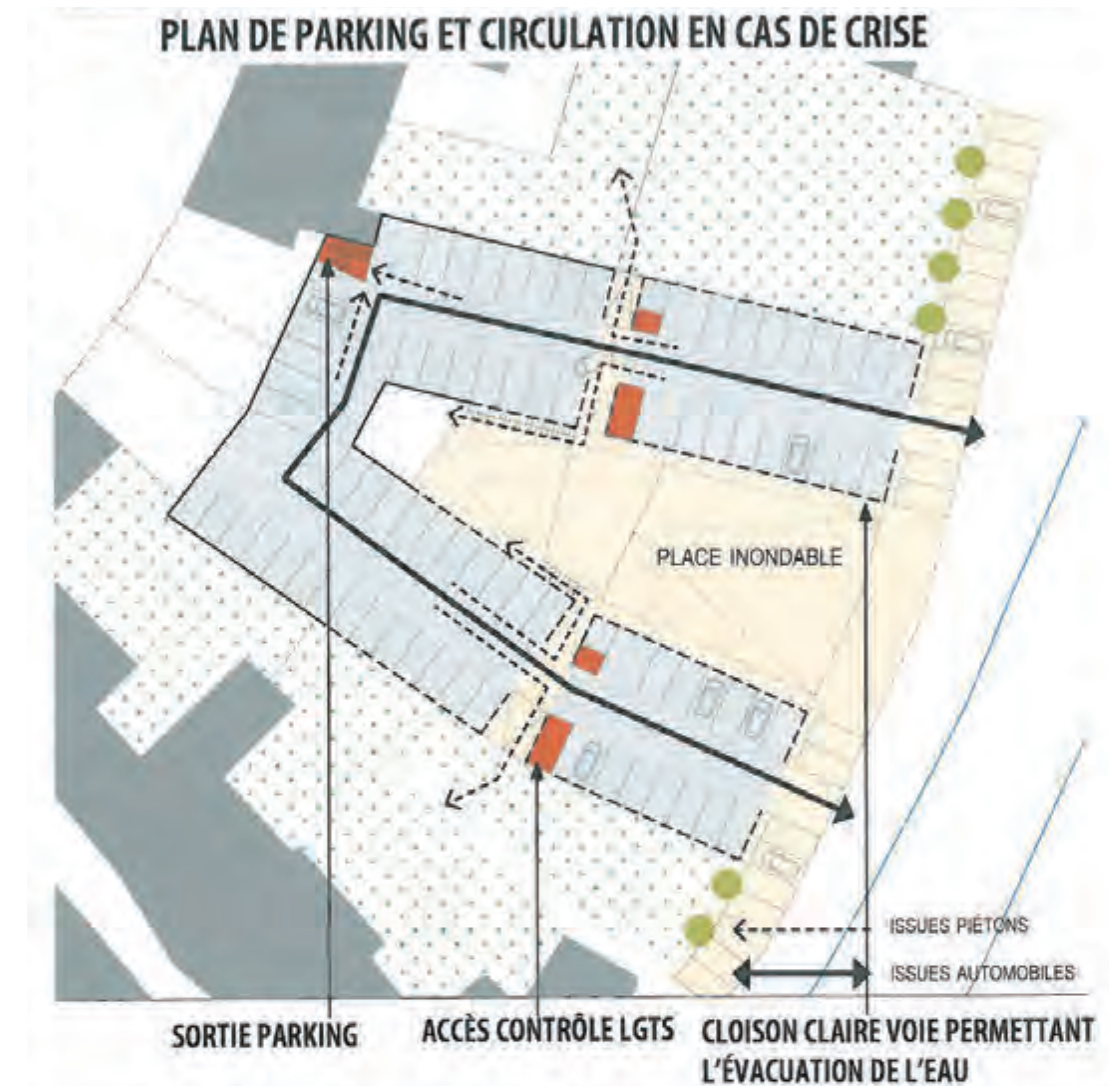 PLAN DE PARKING ET CIRCULATION EN CAS DE CRISE
PLACE INONDABLE
ISSUES PIÉTONS
ISSUES AUTOMOBILES
SORTIE PARKING
ACCÈS CONTRÔLE LGTS
CLOISON CLAIRE VOIE PERMETTANT
L'ÉVACUATION DE L'EAU